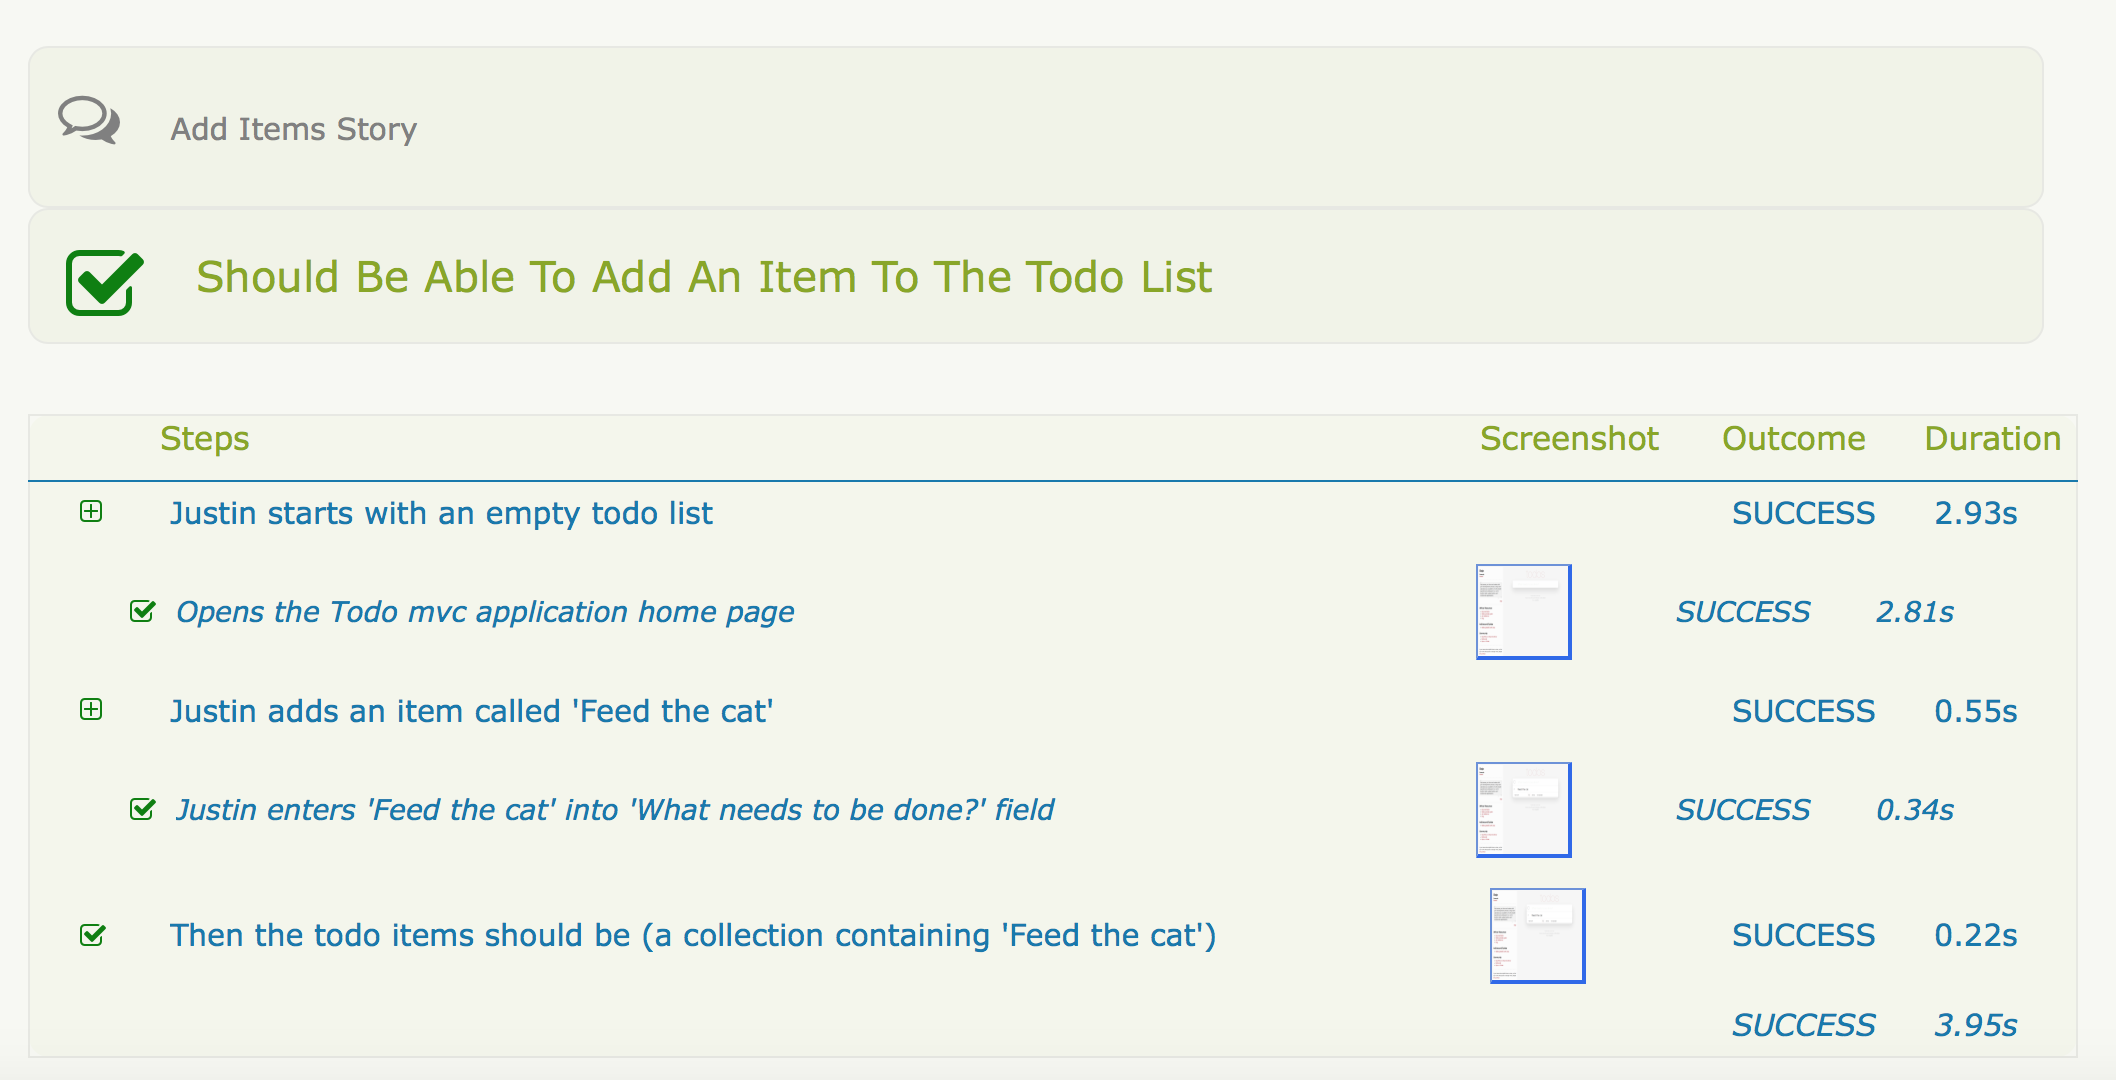 Add Items Story
Should Be Able To Add An Item To The Todo List
Steps Screenshot Outcome Duration
Justin starts with an empty todo list SUCCESS 2.93s
Opens the Todo mvc application home page SUCCESS 2.81s
Justin adds an item called 'Feed the cat' SUCCESS 0.55s
Justin enters 'Feed the cat' into 'What needs to be done?' field SUCCESS 0.34s
Then the todo items should be (a collection containing 'Feed the cat') SUCCESS 0.22s
SUCCESS 3.95s